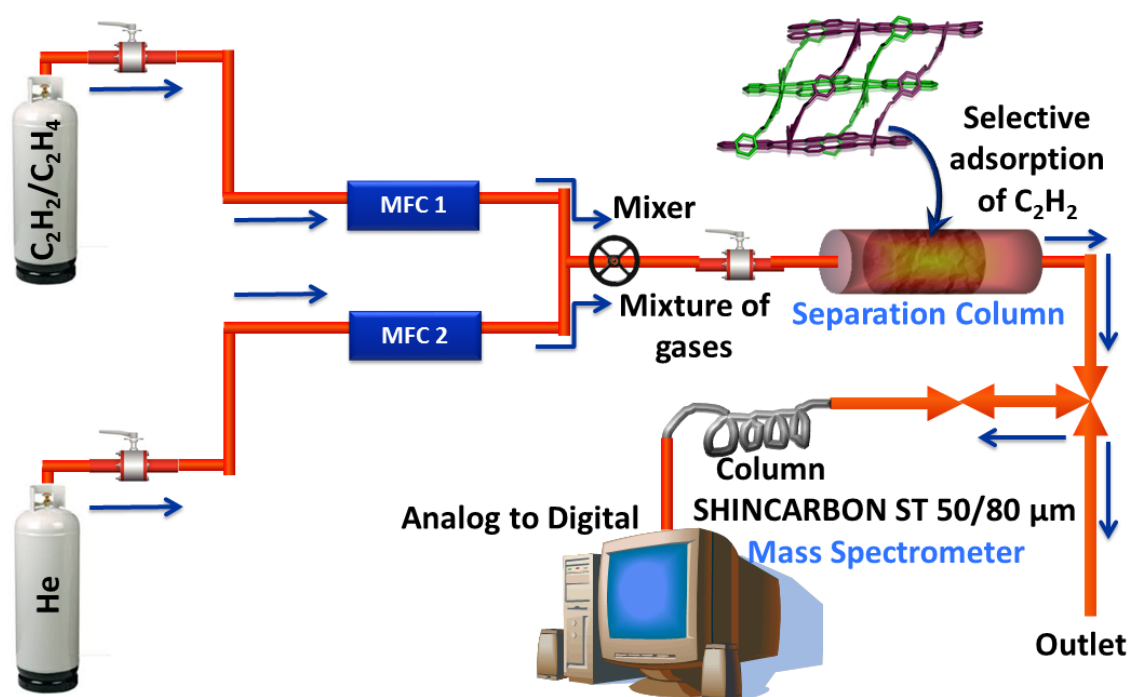 C₂H₂/C₂H₄
MFC 1
Mixer
Selective
adsorption
of C₂H₂
MFC 2
Mixture of
gases
Separation Column
He
Analog to Digital
Column
SHINCARBON ST 50/80 μm
Mass Spectrometer
Outlet